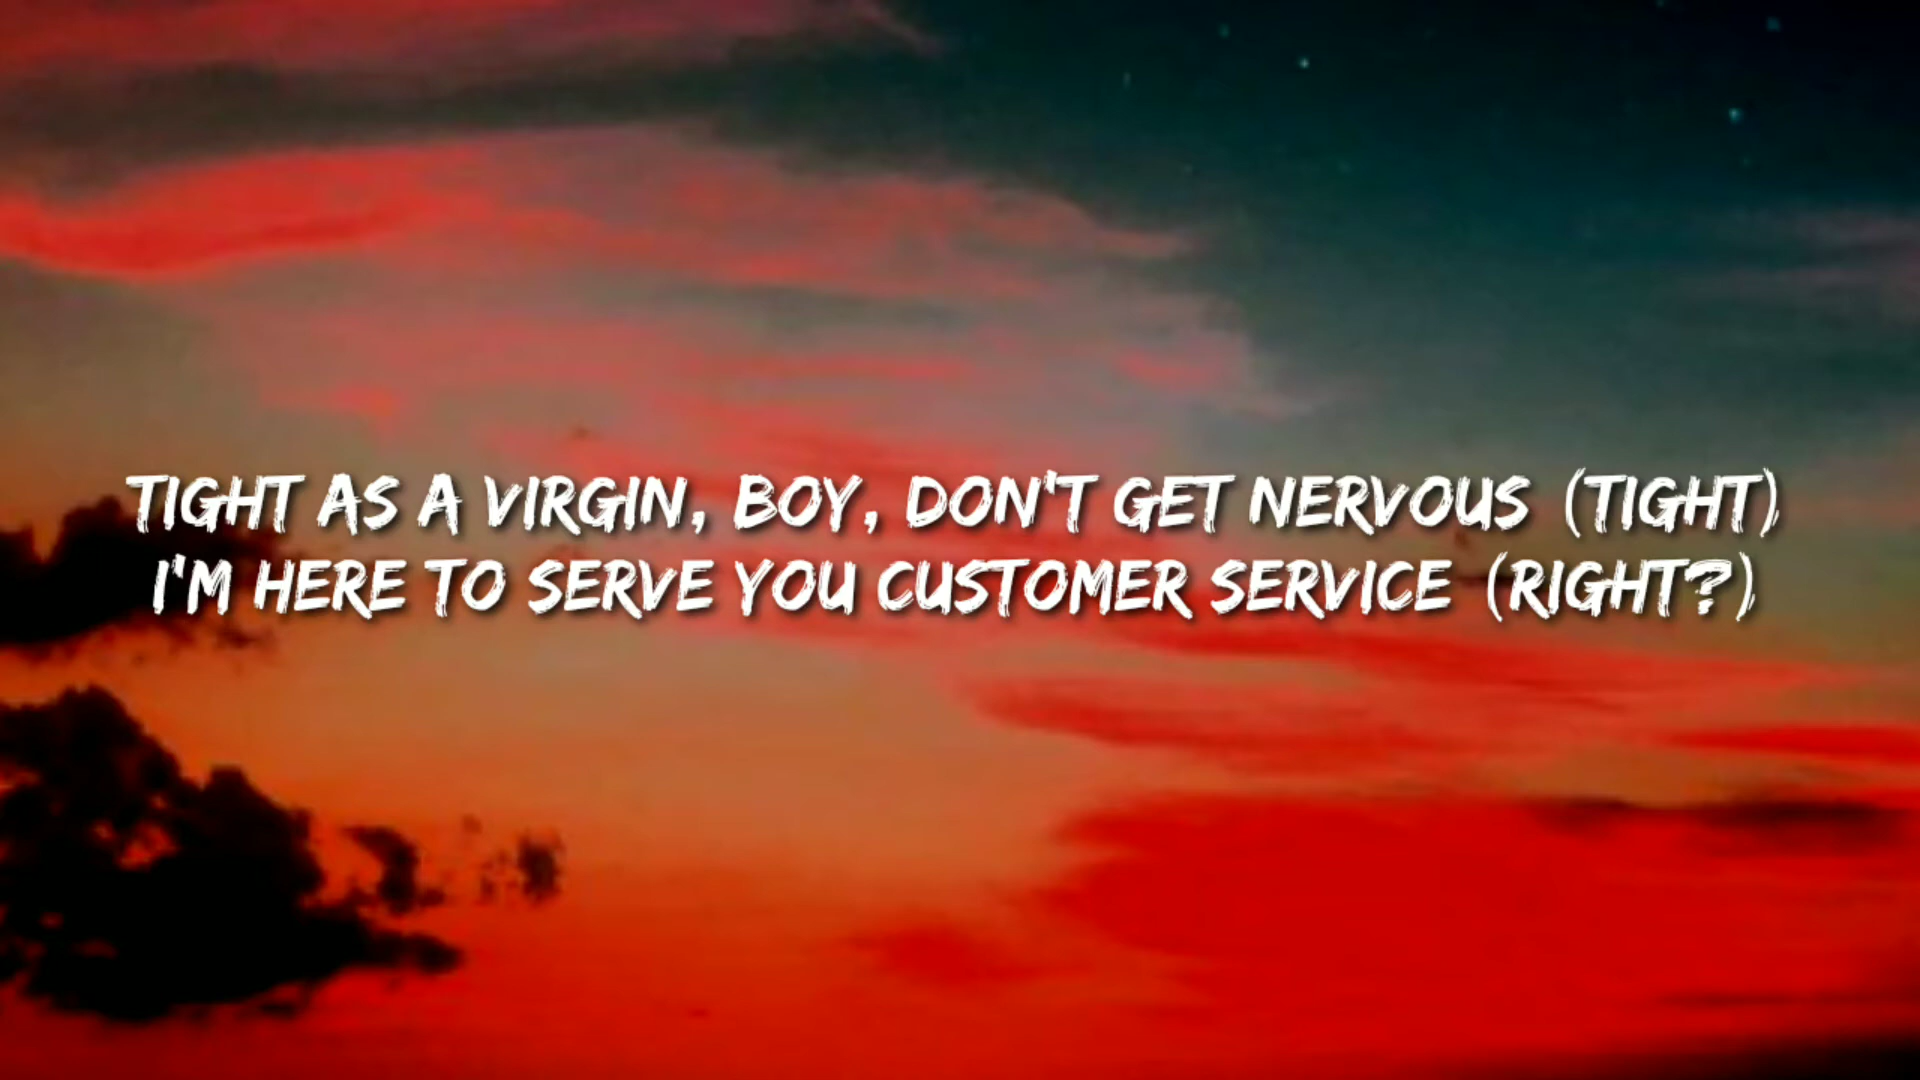 TIGHT AS A VIRGIN, BOY, DON'T GET NERVOUS (TIGHT)
I'M HERE TO SERVE YOU CUSTOMER SERVICE (RIGHT?)